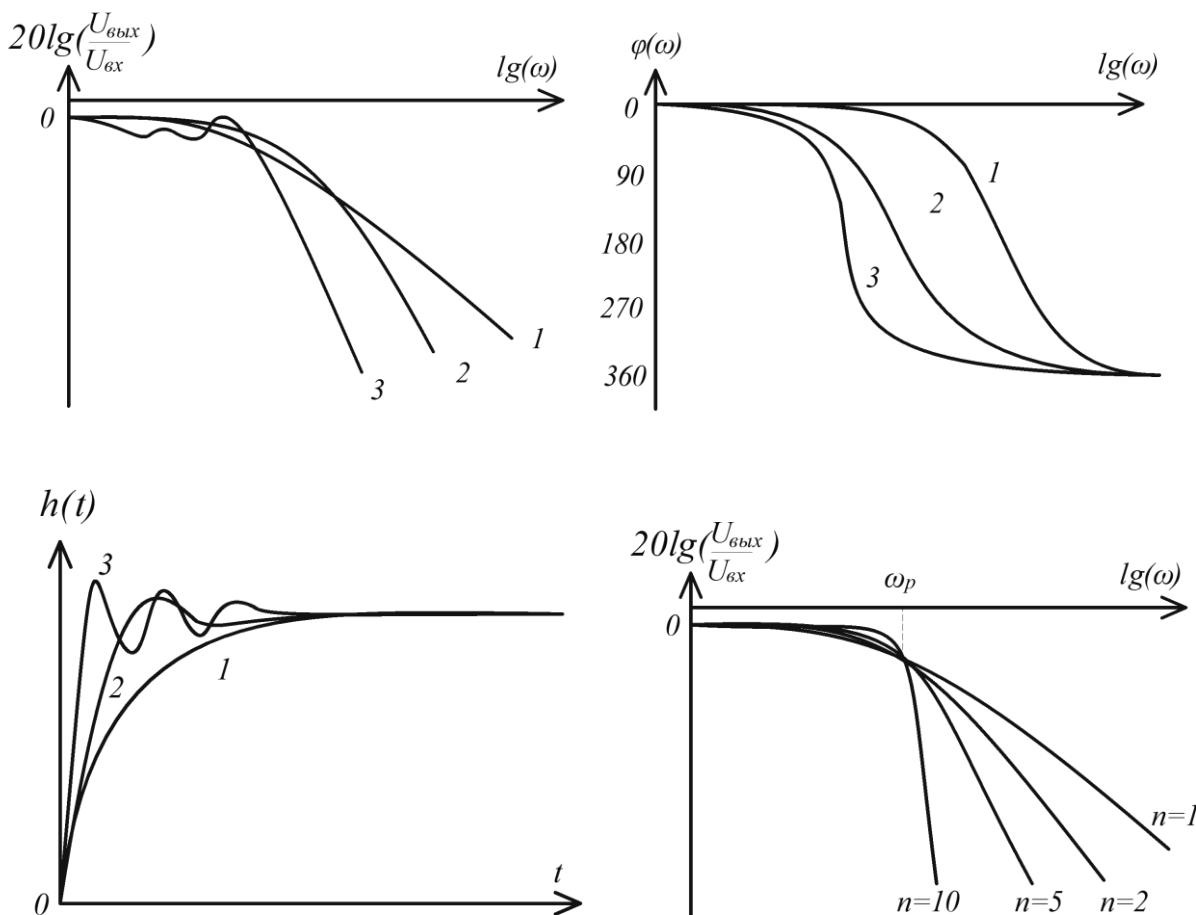 20lg(Uвых/Uвх)
lg(ω)
0
1
2
3
φ(ω)
lg(ω)
0
90
180
270
360
1
2
3
h(t)
3
2
1
0
t
20lg(Uвых/Uвх)
ωp
lg(ω)
0
n=1
n=10
n=5
n=2